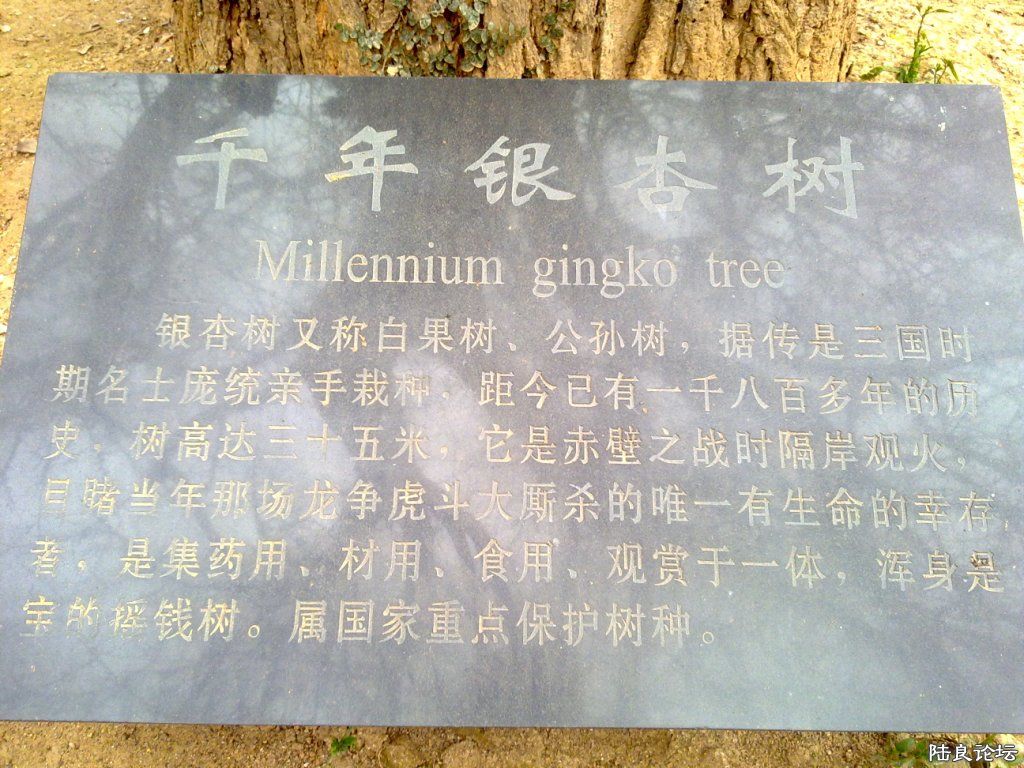 千年银杏树
Millennium gingko tree
银杏树又称白果树、公孙树，据传是三国时
期名士庞统亲手栽种，距今已有一千八百多年的历
史，树高达三十五米，它是赤壁之战时隔岸观火，
目睹当年那场龙争虎斗大厮杀的唯一有生命的幸存
者，是集药用、材用、食用、观赏于一体，浑身是
宝的摇钱树。属国家重点保护树种。
陆良论坛